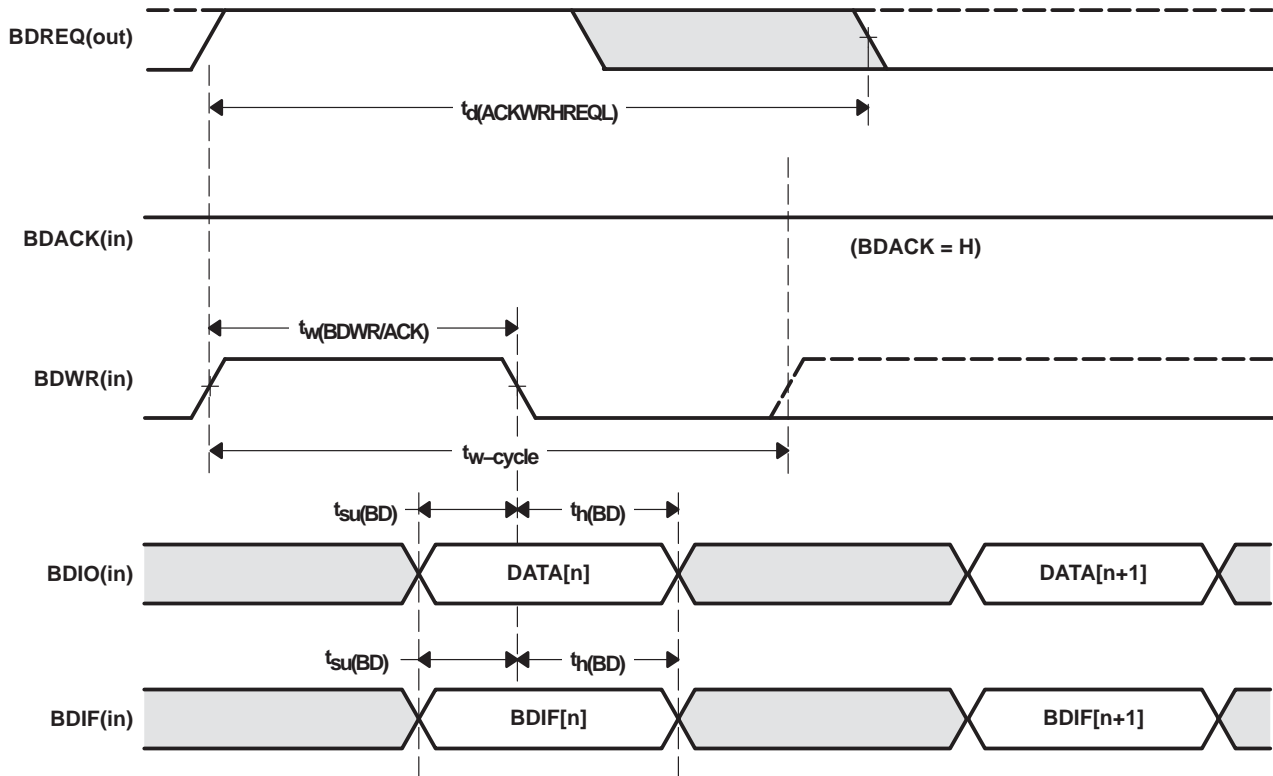 BDREQ(out)
td(ACKWRHREQL)
BDACK(in)
(BDACK = H)
tw(BDWR/ACK)
BDWR(in)
tw–cycle
tsu(BD)
th(BD)
BDIO(in)
DATA[n]
DATA[n+1]
tsu(BD)
th(BD)
BDIF(in)
BDIF[n]
BDIF[n+1]